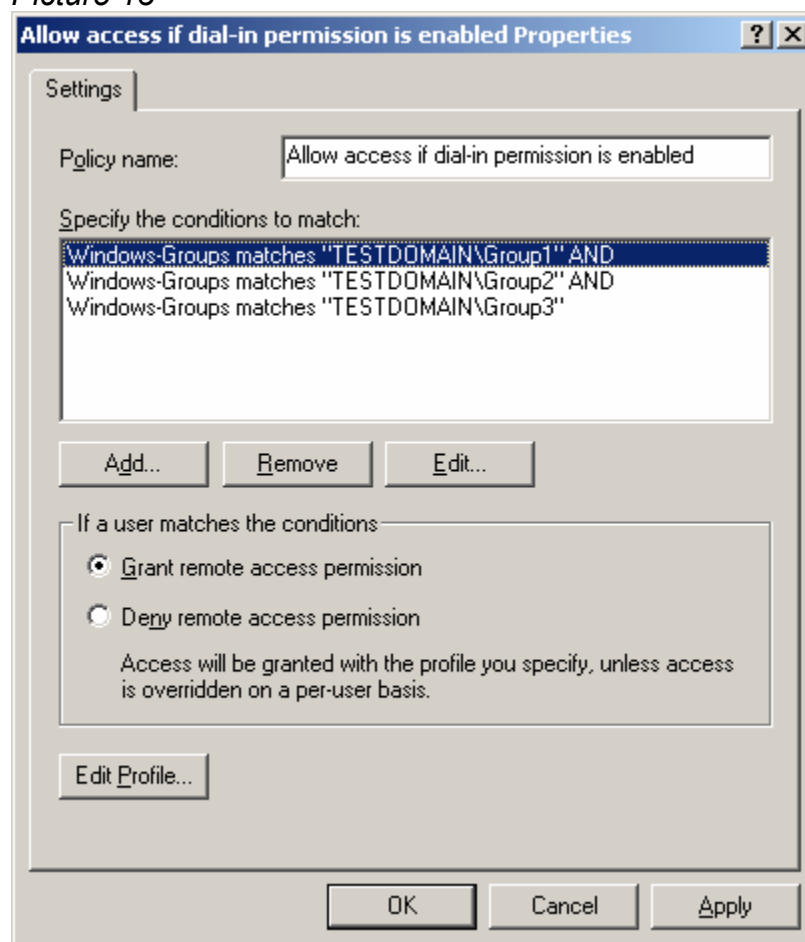 Allow access if dial-in permission is enabled Properties
Settings
Policy name: Allow access if dial-in permission is enabled
Specify the conditions to match:
Windows-Groups matches "TESTDOMAIN\Group1" AND
Windows-Groups matches "TESTDOMAIN\Group2" AND
Windows-Groups matches "TESTDOMAIN\Group3"
Add... Remove Edit...
If a user matches the conditions
Grant remote access permission
Deny remote access permission
Access will be granted with the profile you specify, unless access
is overridden on a per-user basis.
Edit Profile...
OK Cancel Apply